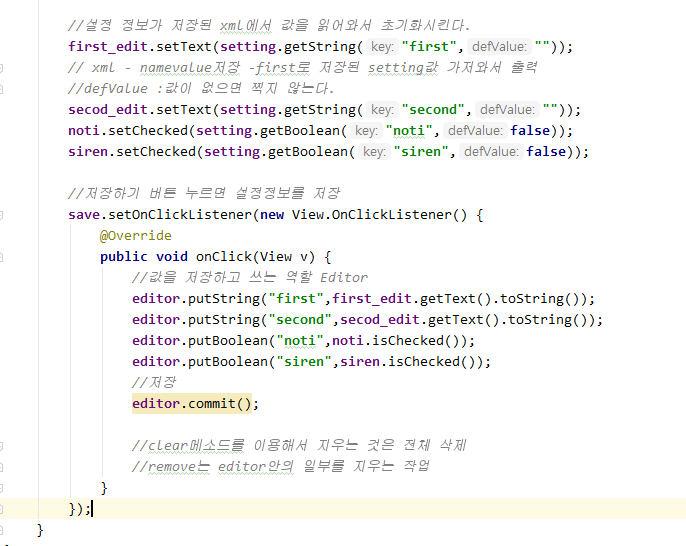 //설정 정보가 저장된 xml에서 값을 읽어와서 초기화시킨다.
first_edit.setText(setting.getString( key: "first", defValue: ""));
// xml - namevalue저장 -first로 저장된 setting값 가저와서 출력
//defValue :값이 없으면 찍지 않는다.
secod_edit.setText(setting.getString( key: "second", defValue: ""));
noti.setChecked(setting.getBoolean( key: "noti", defValue: false));
siren.setChecked(setting.getBoolean( key: "siren", defValue: false));
//저장하기 버튼 누르면 설정정보를 저장
save.setOnClickListener(new View.OnClickListener() {
@Override
public void onClick(View v) {
//값을 저장하고 쓰는 역할 Editor
editor.putString("first",first_edit.getText().toString());
editor.putString("second",secod_edit.getText().toString());
editor.putBoolean("noti",noti.isChecked());
editor.putBoolean("siren",siren.isChecked());
//저장
editor.commit();
//clear메소드를 이용해서 지우는 것은 전체 삭제
//remove는 editor안의 일부를 지우는 작업
}
});
}